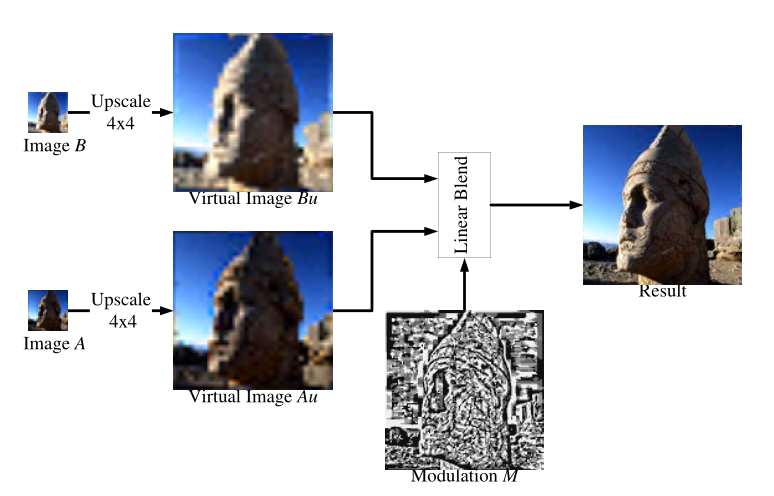 Upscale
4x4
Image B
Virtual Image Bu
Linear Blend
Result
Upscale
4x4
Image A
Virtual Image Au
Modulation M